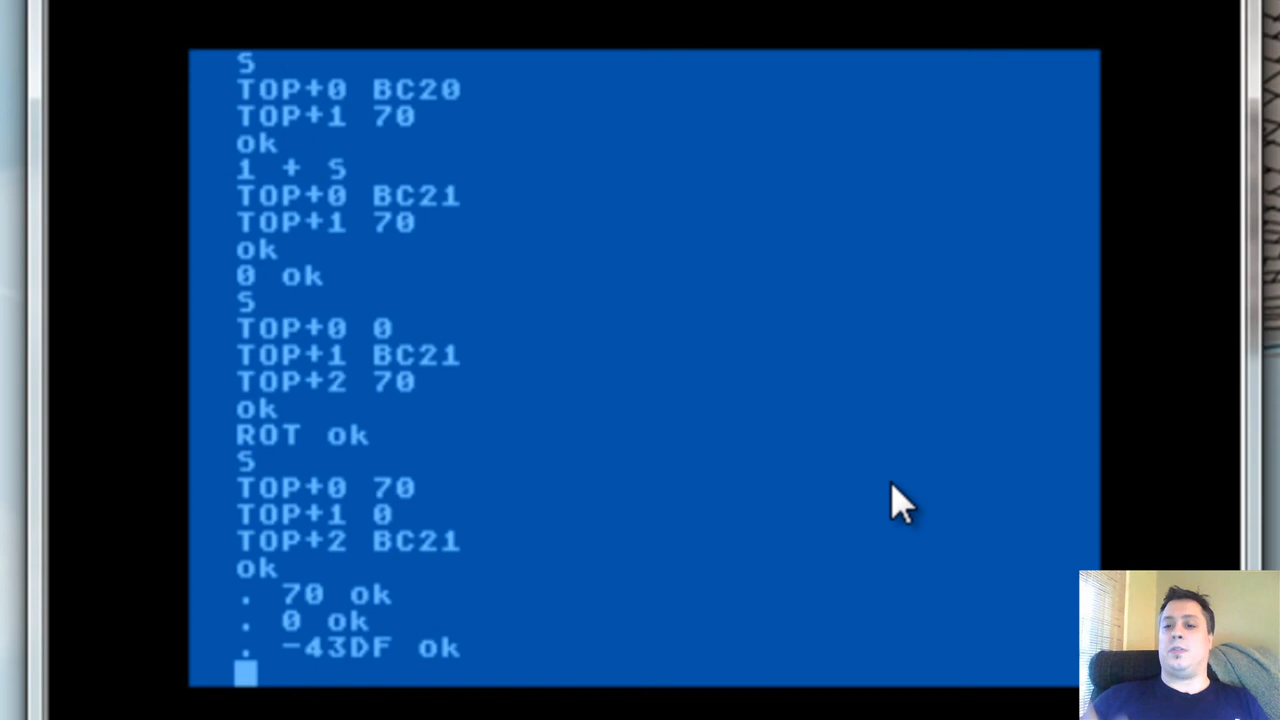 S
TOP+0 BC20
TOP+1 70
ok
1 + S
TOP+0 BC21
TOP+1 70
ok
0 ok
S
TOP+0 0
TOP+1 BC21
TOP+2 70
ok
ROT ok
S
TOP+0 70
TOP+1 0
TOP+2 BC21
ok
. 70 ok
. 0 ok
. -43DF ok